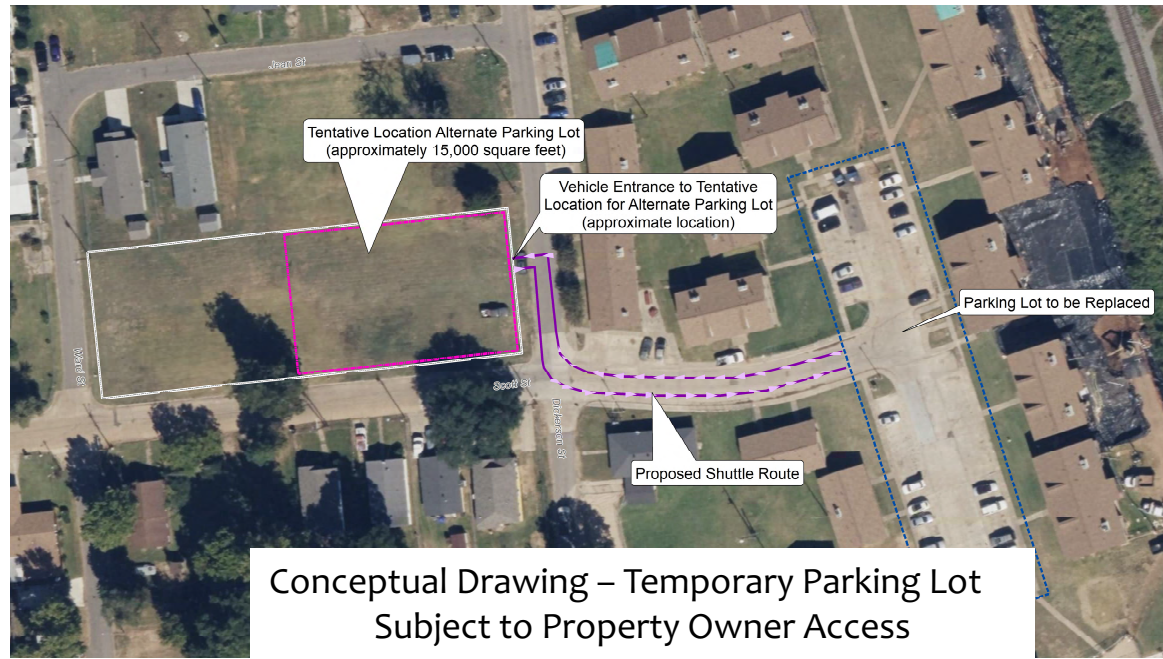 Jean St
Tentative Location Alternate Parking Lot
(approximately 15,000 square feet)
Vehicle Entrance to Tentative
Location for Alternate Parking Lot
(approximate location)
Parking Lot to be Replaced
Ward St
Scott St
Dickerson St
Proposed Shuttle Route
Conceptual Drawing – Temporary Parking Lot
Subject to Property Owner Access